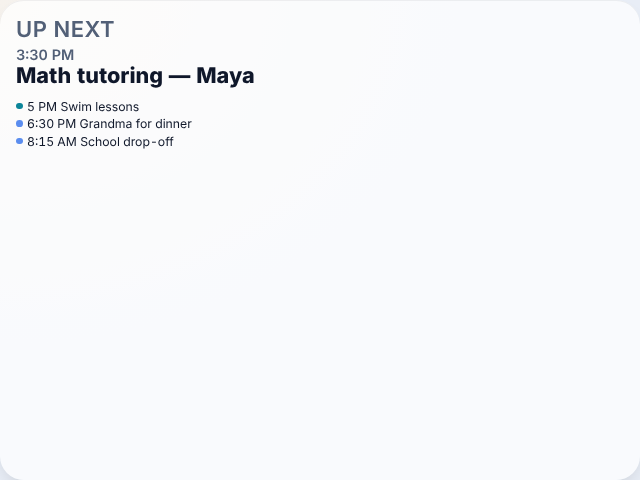 UP NEXT
3:30 PM
Math tutoring — Maya
5 PM Swim lessons
6:30 PM Grandma for dinner
8:15 AM School drop-off